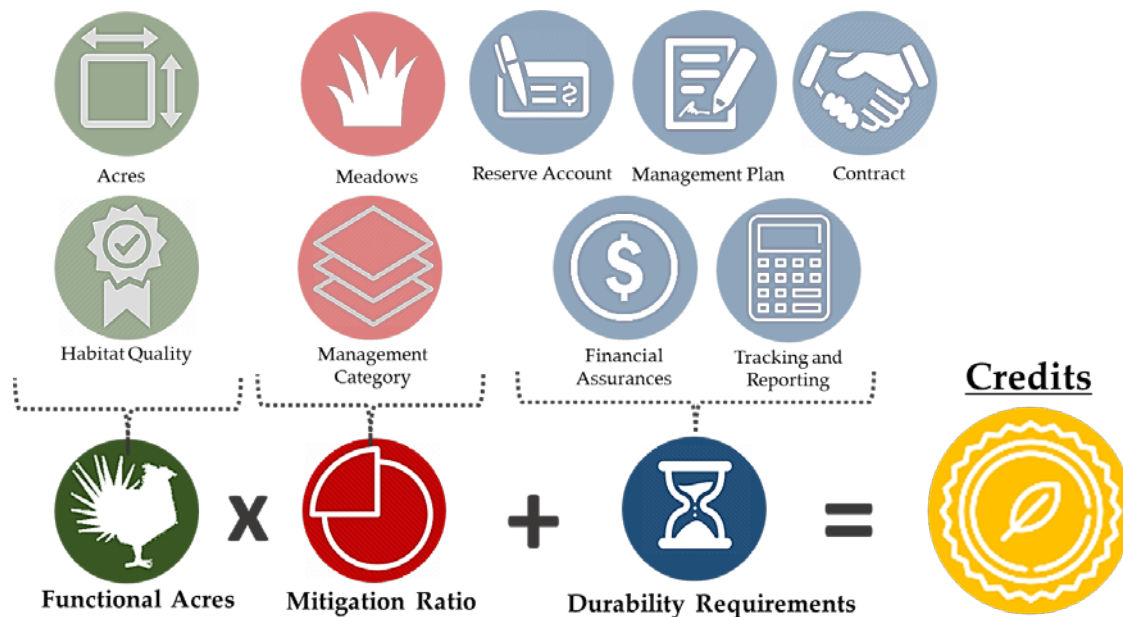 Acres
Meadows
Reserve Account
Management Plan
Contract
Habitat Quality
Management
Category
$
Financial
Assurances
Tracking and
Reporting
Credits
X
+
=
Functional Acres
Mitigation Ratio
Durability Requirements